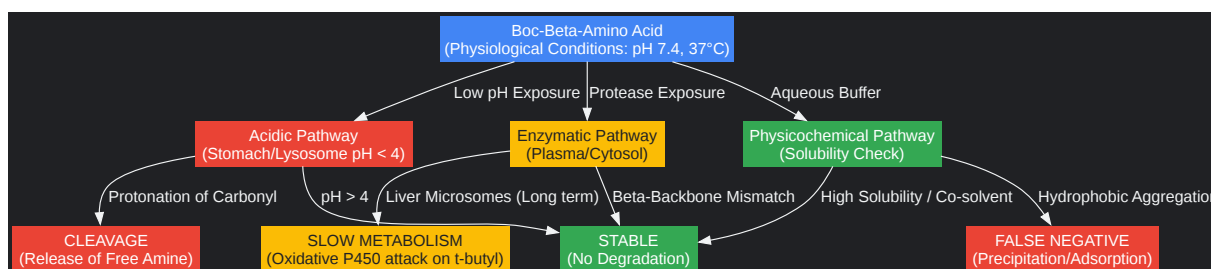 Boc-Beta-Amino Acid
(Physiological Conditions: pH 7.4, 37°C)
Low pH Exposure
Protease Exposure
Aqueous Buffer
Acidic Pathway
(Stomach/Lysosome pH < 4)
Enzymatic Pathway
(Plasma/Cytosol)
Physicochemical Pathway
(Solubility Check)
Protonation of Carbonyl
pH > 4
Liver Microsomes (Long term)
Beta-Backbone Mismatch
High Solubility / Co-solvent
Hydrophobic Aggregation
CLEAVAGE
(Release of Free Amine)
SLOW METABOLISM
(Oxidative P450 attack on t-butyl)
STABLE
(No Degradation)
FALSE NEGATIVE
(Precipitation/Adsorption)